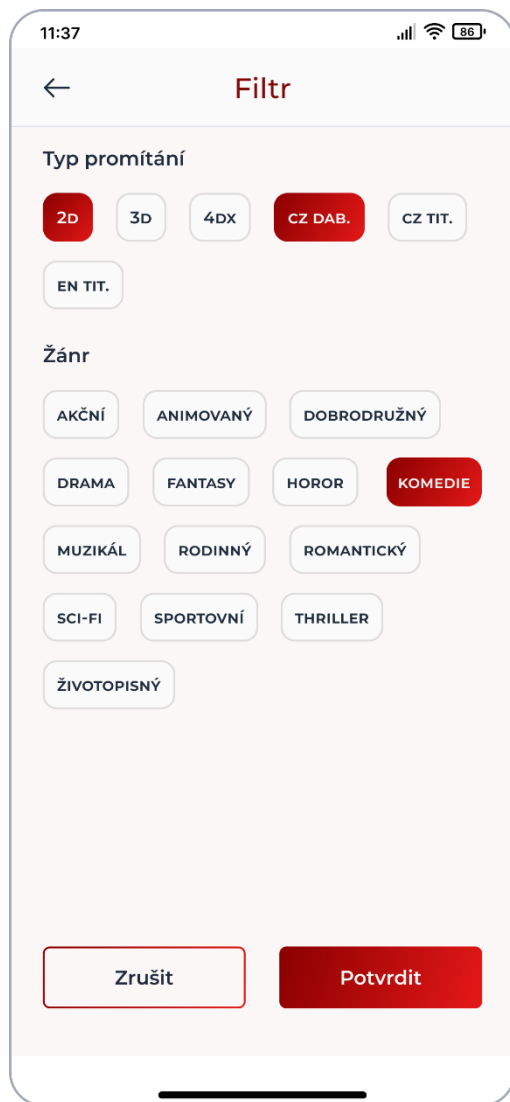 11:37 86
Filtr
Typ promítání
2D 3D 4DX CZ DAB. CZ TIT.
EN TIT.
Žánr
AKČNÍ ANIMOVANÝ DOBRODRUŽNÝ
DRAMA FANTASY HOROR KOMEDIE
MUZIKÁL RODINNÝ ROMANTICKÝ
SCI-FI SPORTOVNÍ THRILLER
ŽIVOTOPISNÝ
Zrušit Potvrdit